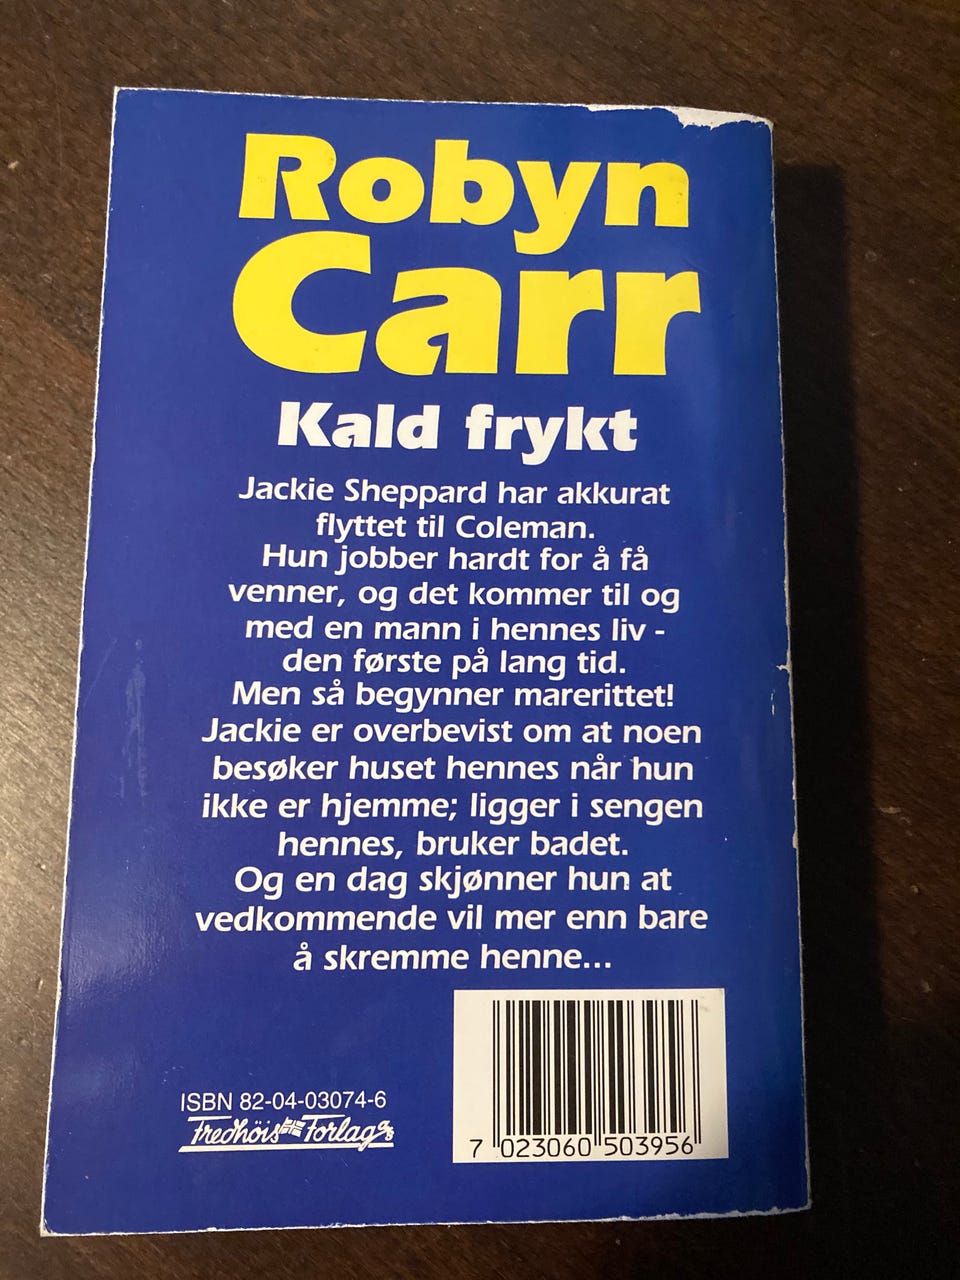 Robyn
Carr
Kald frykt
Jackie Sheppard har akkurat
flyttet til Coleman.
Hun jobber hardt for å få
venner, og det kommer til og
med en mann i hennes liv -
den første på lang tid.
Men så begynner marerittet!
Jackie er overbevist om at noen
besøker huset hennes når hun
ikke er hjemme; ligger i sengen
hennes, bruker badet.
Og en dag skjønner hun at
vedkommende vil mer enn bare
å skremme henne...
ISBN 82-04-03074-6
Fredhöis Forlag A/S
7 023060 503956